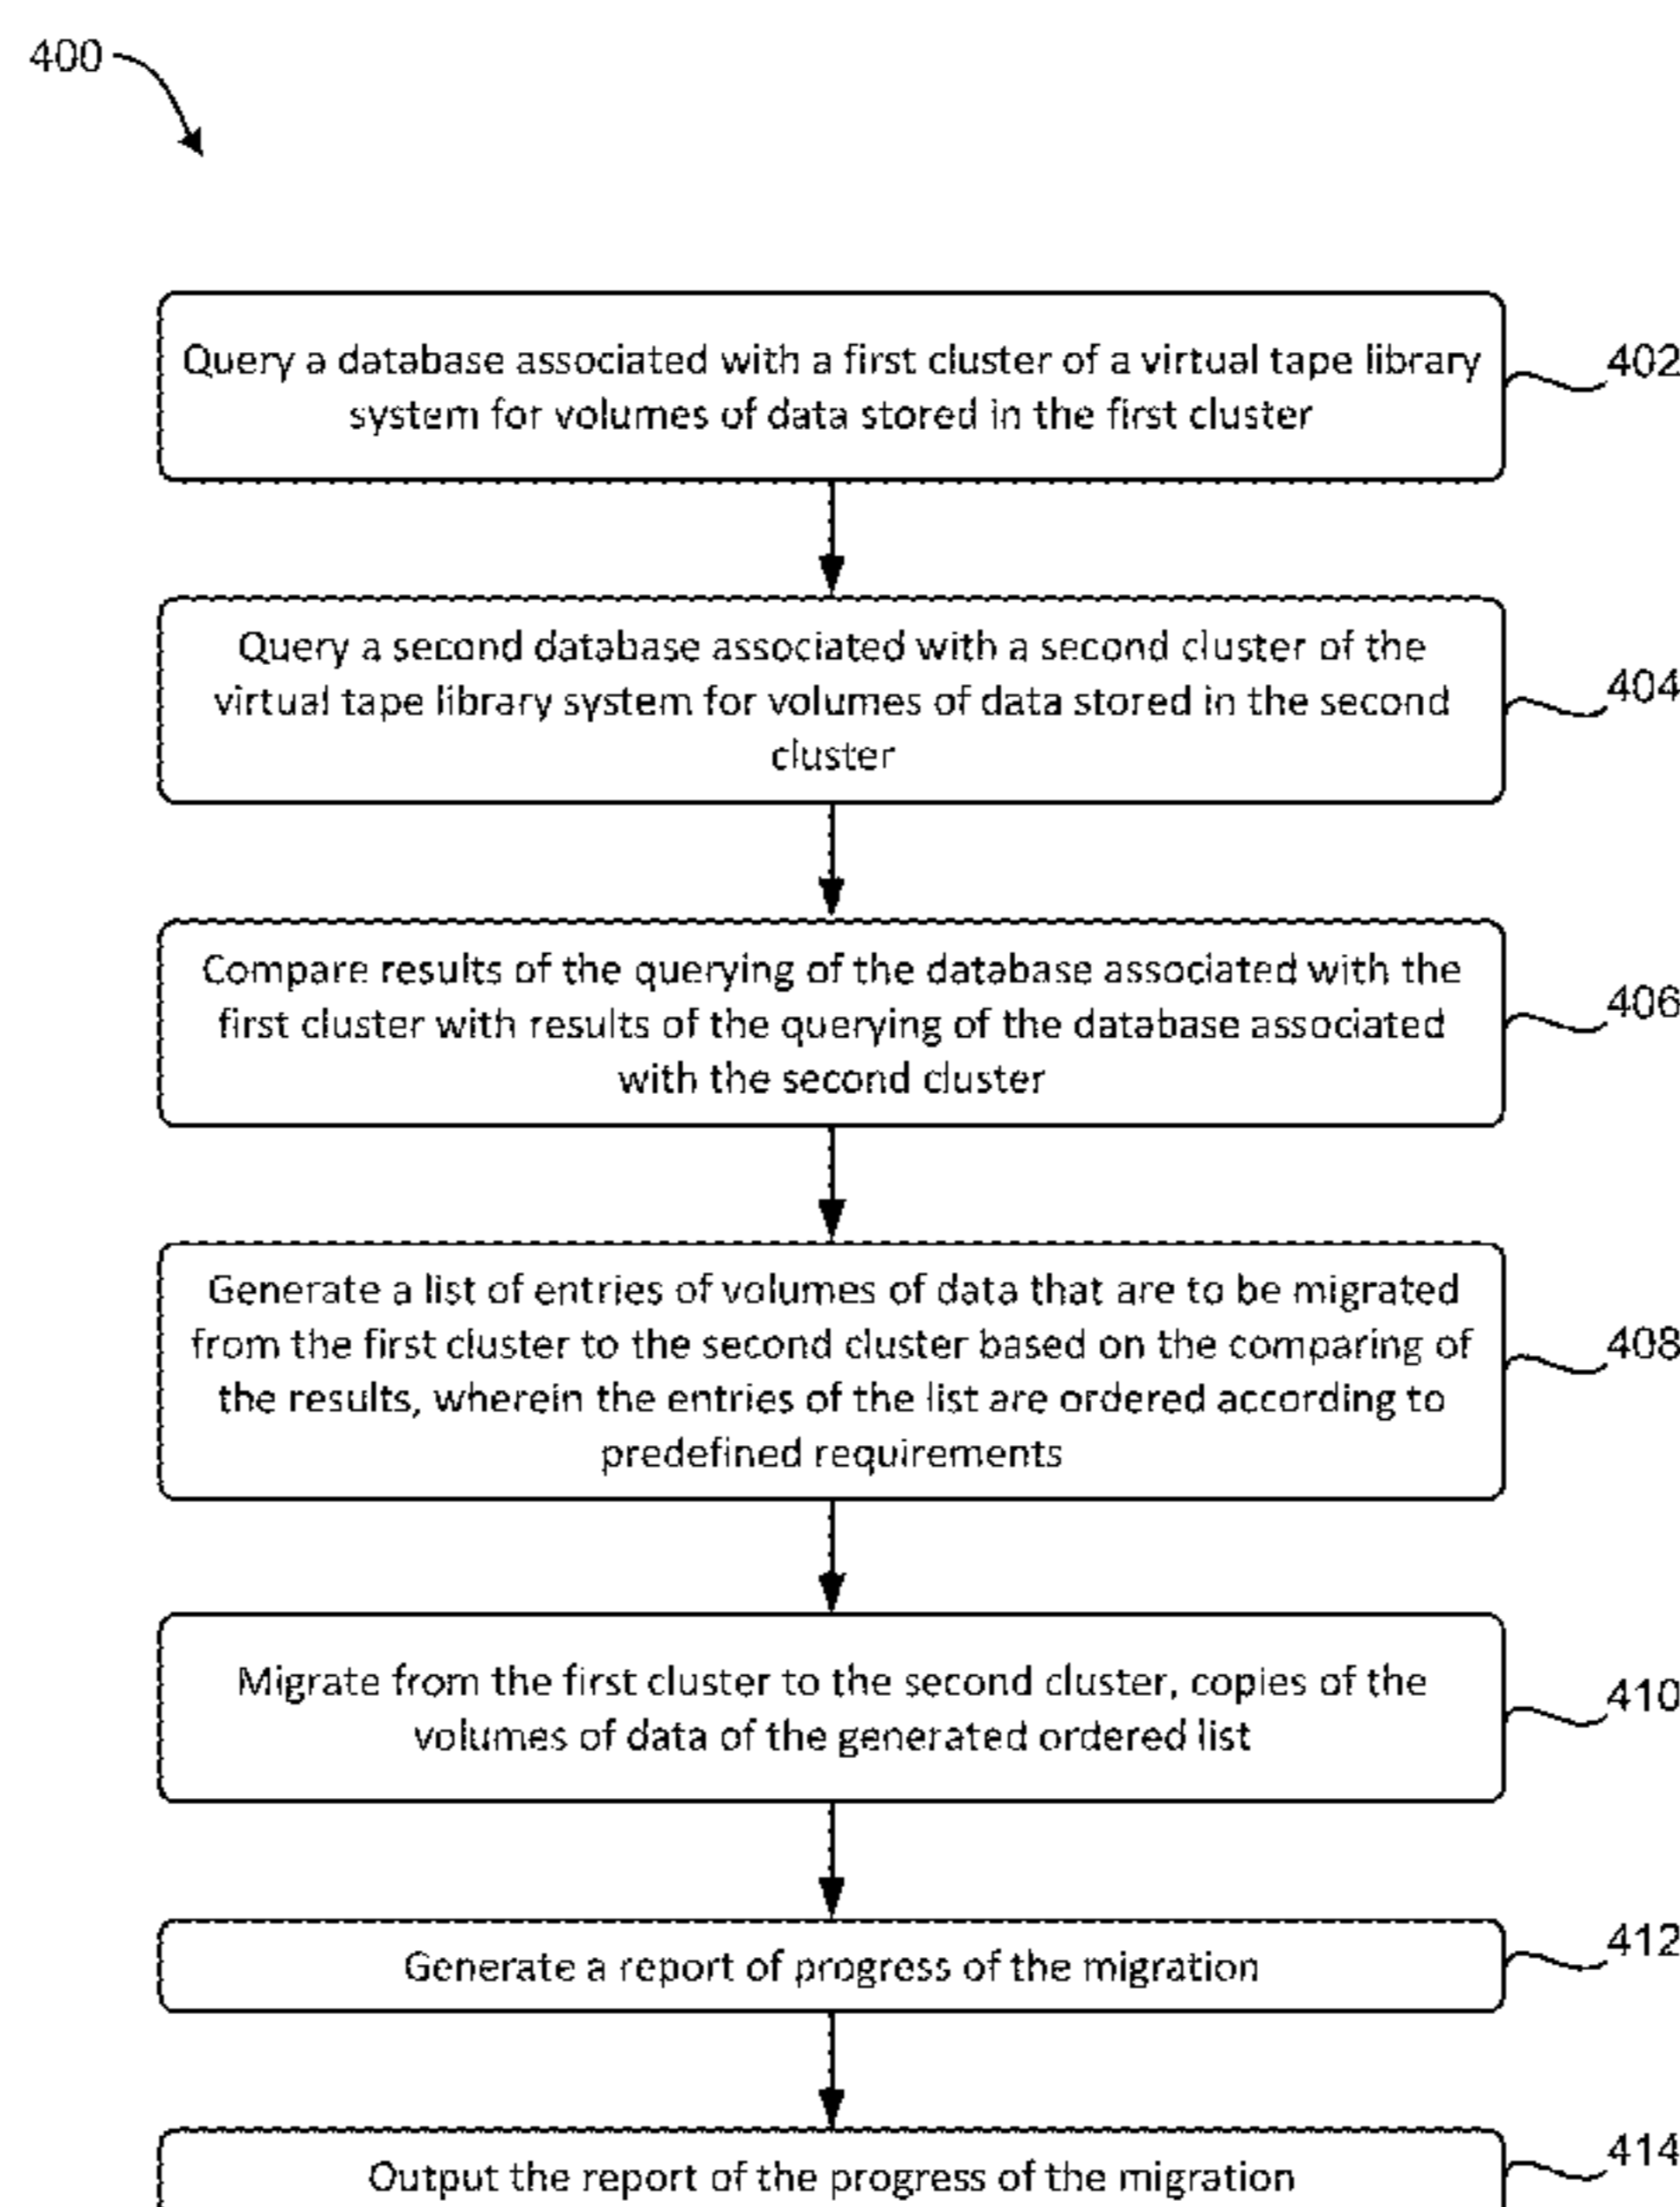 400
Query a database associated with a first cluster of a virtual tape library
system for volumes of data stored in the first cluster
402
Query a second database associated with a second cluster of the
virtual tape library system for volumes of data stored in the second
cluster
404
Compare results of the querying of the database associated with the
first cluster with results of the querying of the database associated
with the second cluster
406
Generate a list of entries of volumes of data that are to be migrated
from the first cluster to the second cluster based on the comparing of
the results, wherein the entries of the list are ordered according to
predefined requirements
408
Migrate from the first cluster to the second cluster, copies of the
volumes of data of the generated ordered list
410
Generate a report of progress of the migration
412
Output the report of the progress of the migration
414